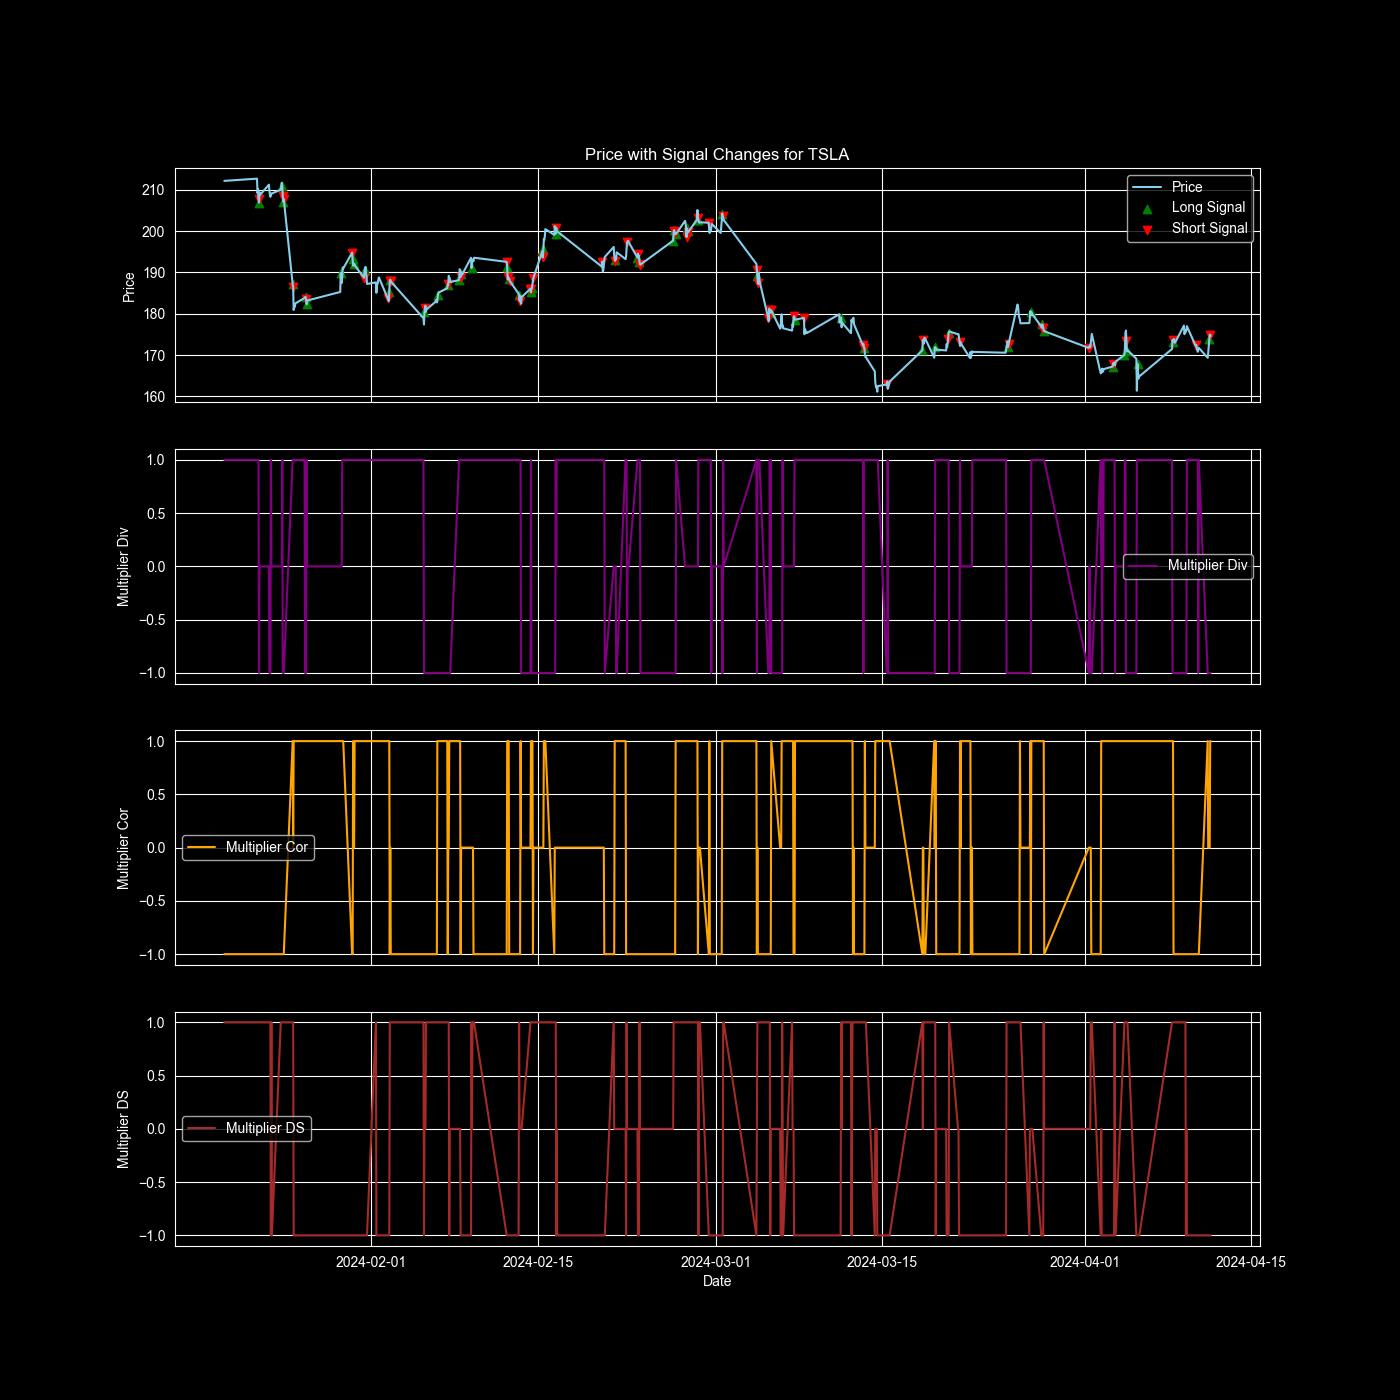 Price with Signal Changes for TSLA
210
200
190
180
170
160
Price
Price
Long Signal
Short Signal
1.0
0.5
0.0
−0.5
−1.0
Multiplier Div
Multiplier Div
1.0
0.5
0.0
−0.5
−1.0
Multiplier Cor
Multiplier Cor
1.0
0.5
0.0
−0.5
−1.0
Multiplier DS
Multiplier DS
2024-02-01 2024-02-15 2024-03-01 2024-03-15 2024-04-01 2024-04-15
Date